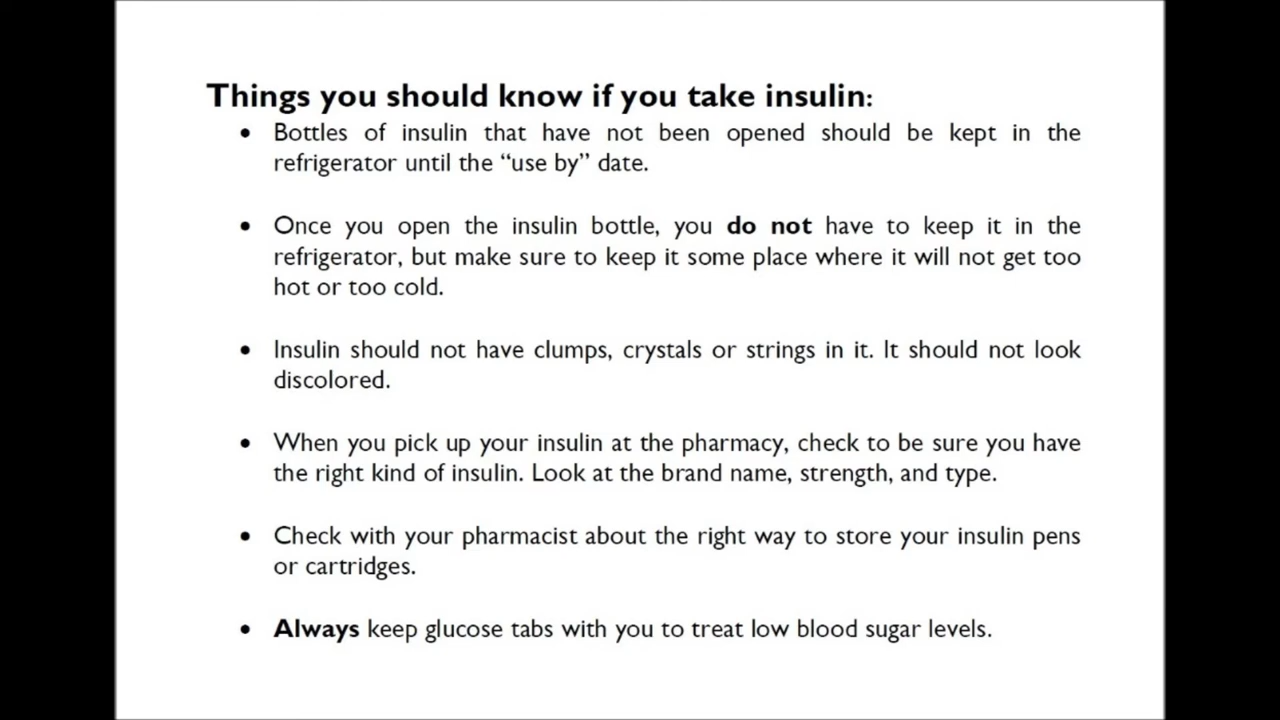 Things you should know if you take insulin:
• Bottles of insulin that have not been opened should be kept in the
refrigerator until the “use by” date.
• Once you open the insulin bottle, you do not have to keep it in the
refrigerator, but make sure to keep it some place where it will not get too
hot or too cold.
• Insulin should not have clumps, crystals or strings in it. It should not look
discolored.
• When you pick up your insulin at the pharmacy, check to be sure you have
the right kind of insulin. Look at the brand name, strength, and type.
• Check with your pharmacist about the right way to store your insulin pens
or cartridges.
• Always keep glucose tabs with you to treat low blood sugar levels.